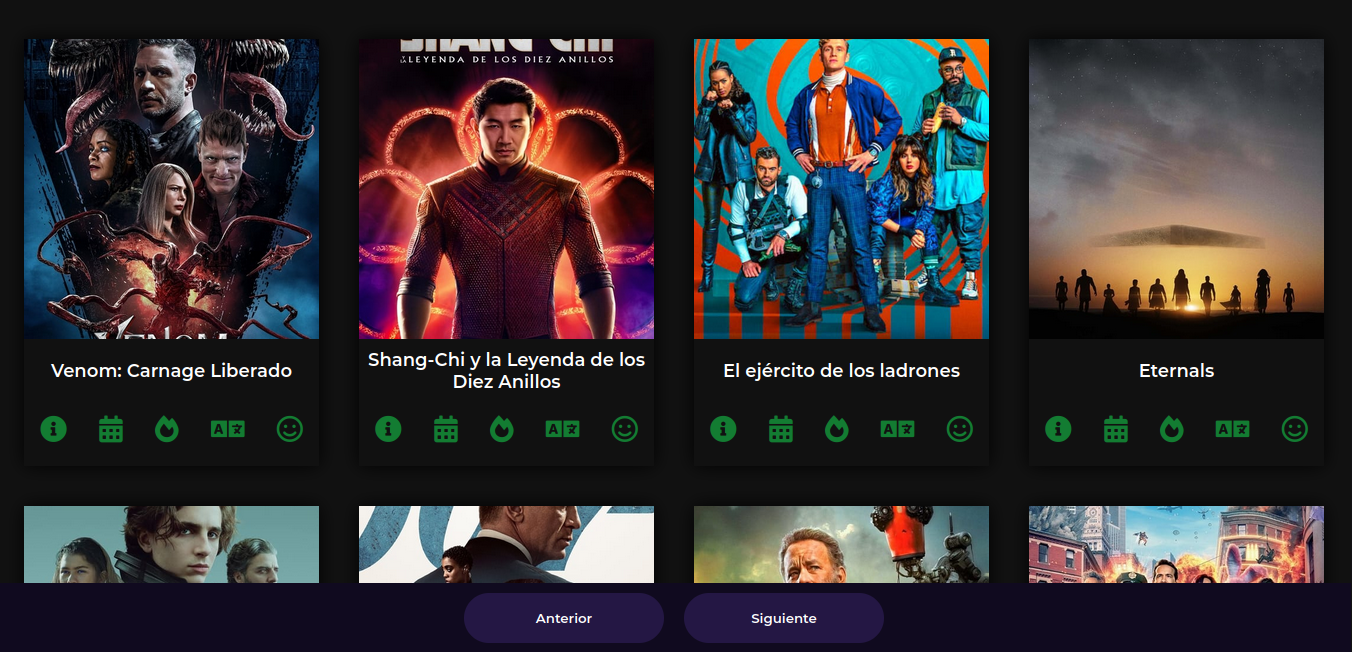 SHANG-CHI
Y LA LEYENDA DE LOS DIEZ ANILLOS
VENOM
Venom: Carnage Liberado
Shang-Chi y la Leyenda de los
Diez Anillos
El ejército de los ladrones
Eternals
A
A
A
A
Anterior
Siguiente